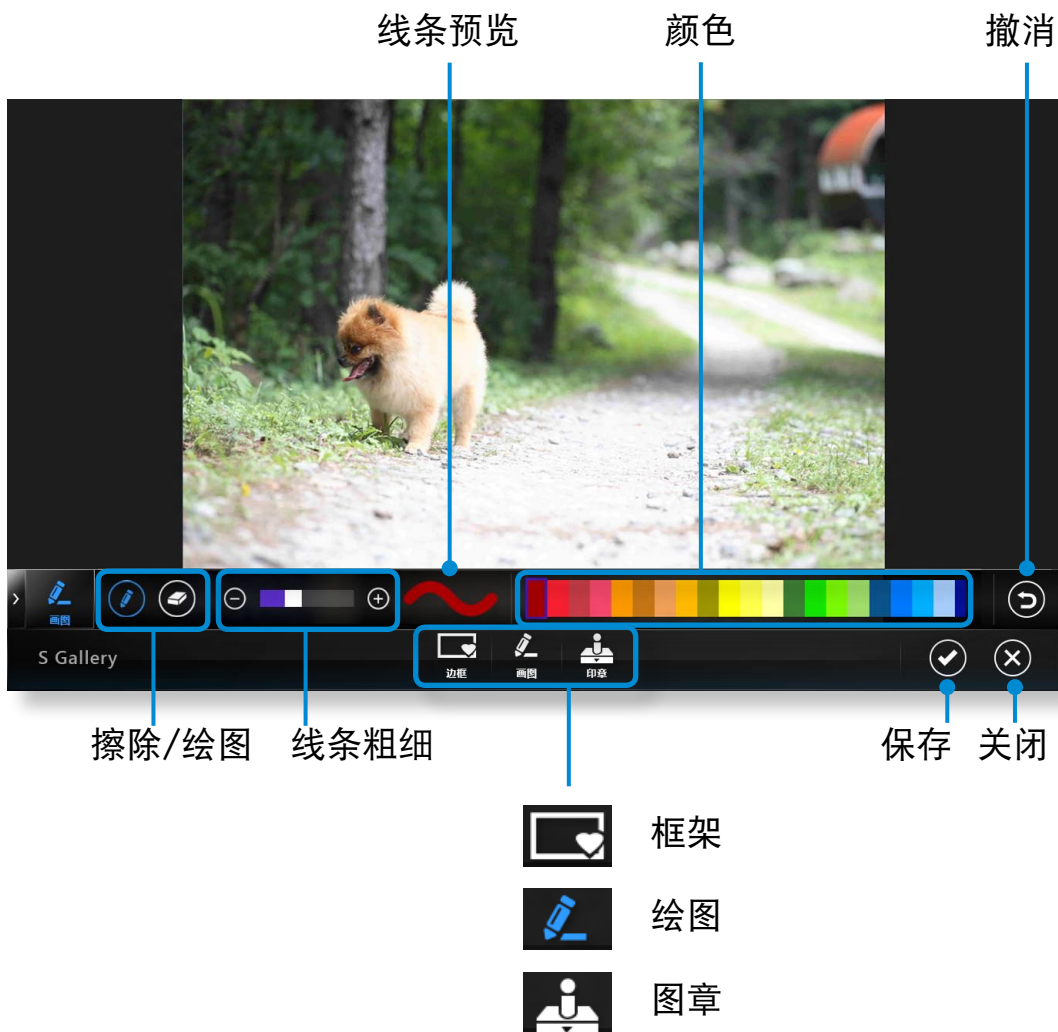 线条预览 颜色 撤消
画图
S Gallery 边框 画图 印章
擦除/绘图 线条粗细 保存 关闭
框架
绘图
图章